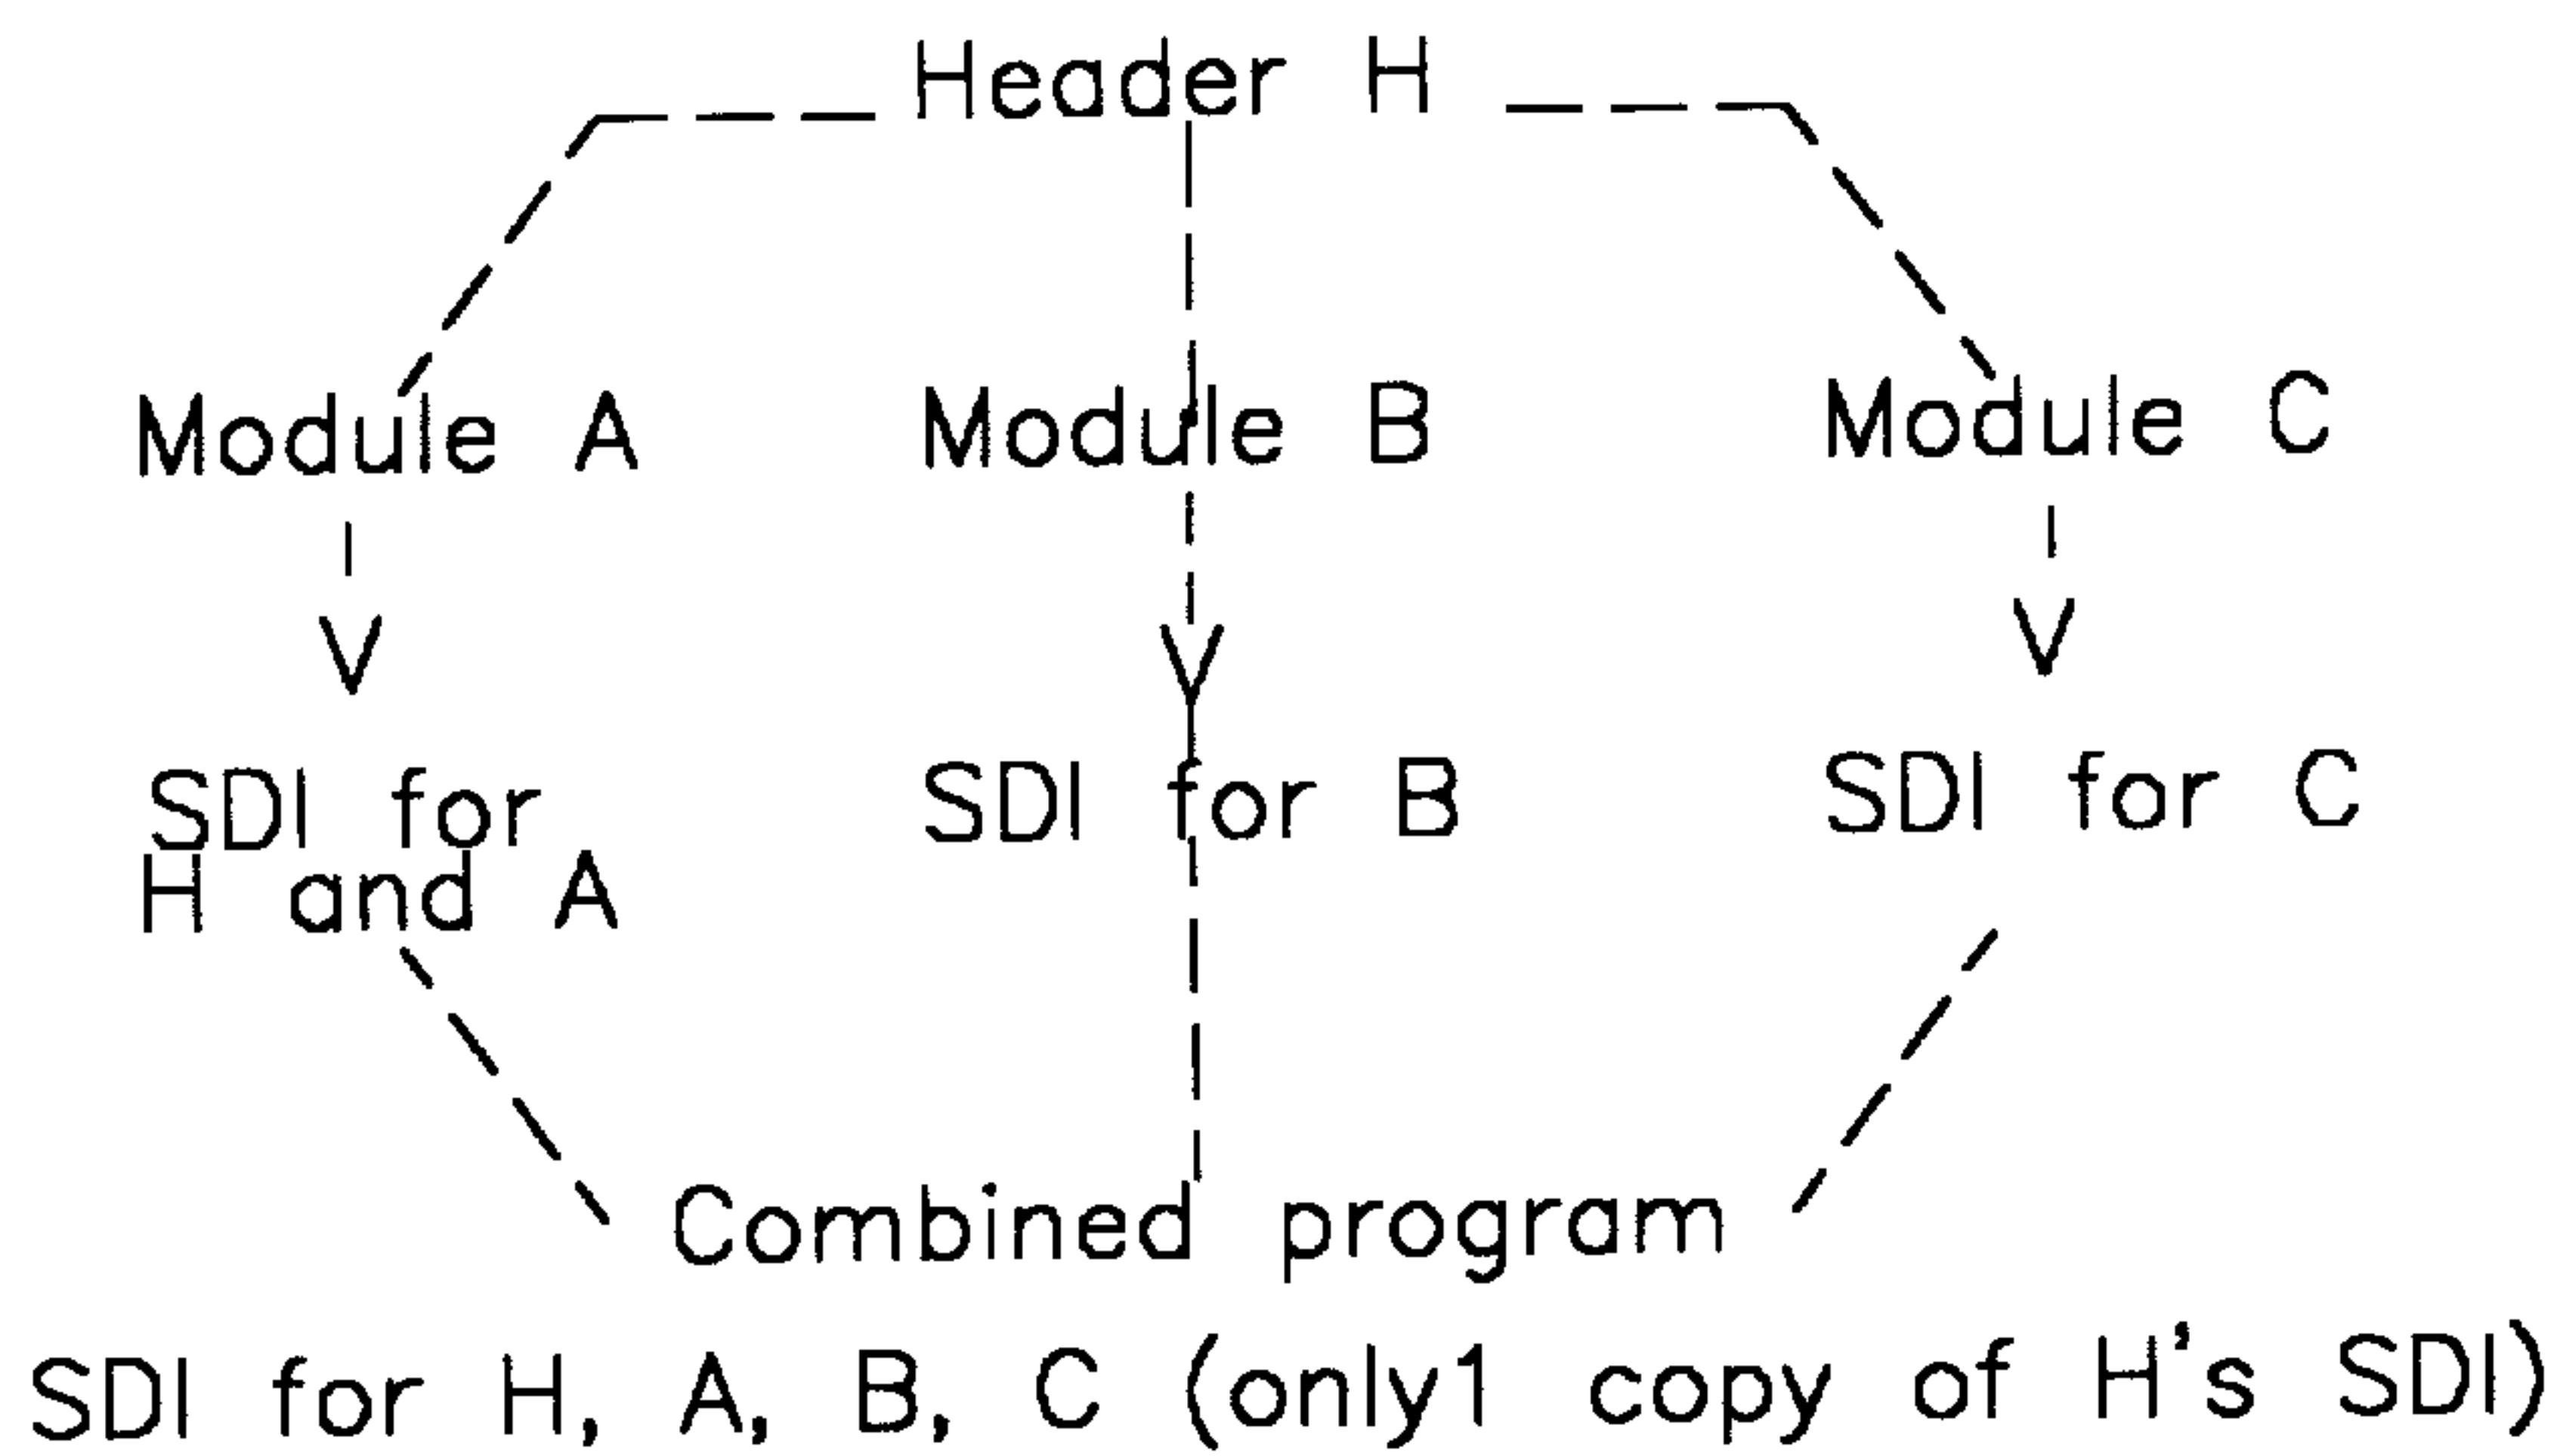 Header H
Module A
Module B
Module C
SDI for
H and A
SDI for B
SDI for C
Combined program
SDI for H, A, B, C (only1 copy of H's SDI)